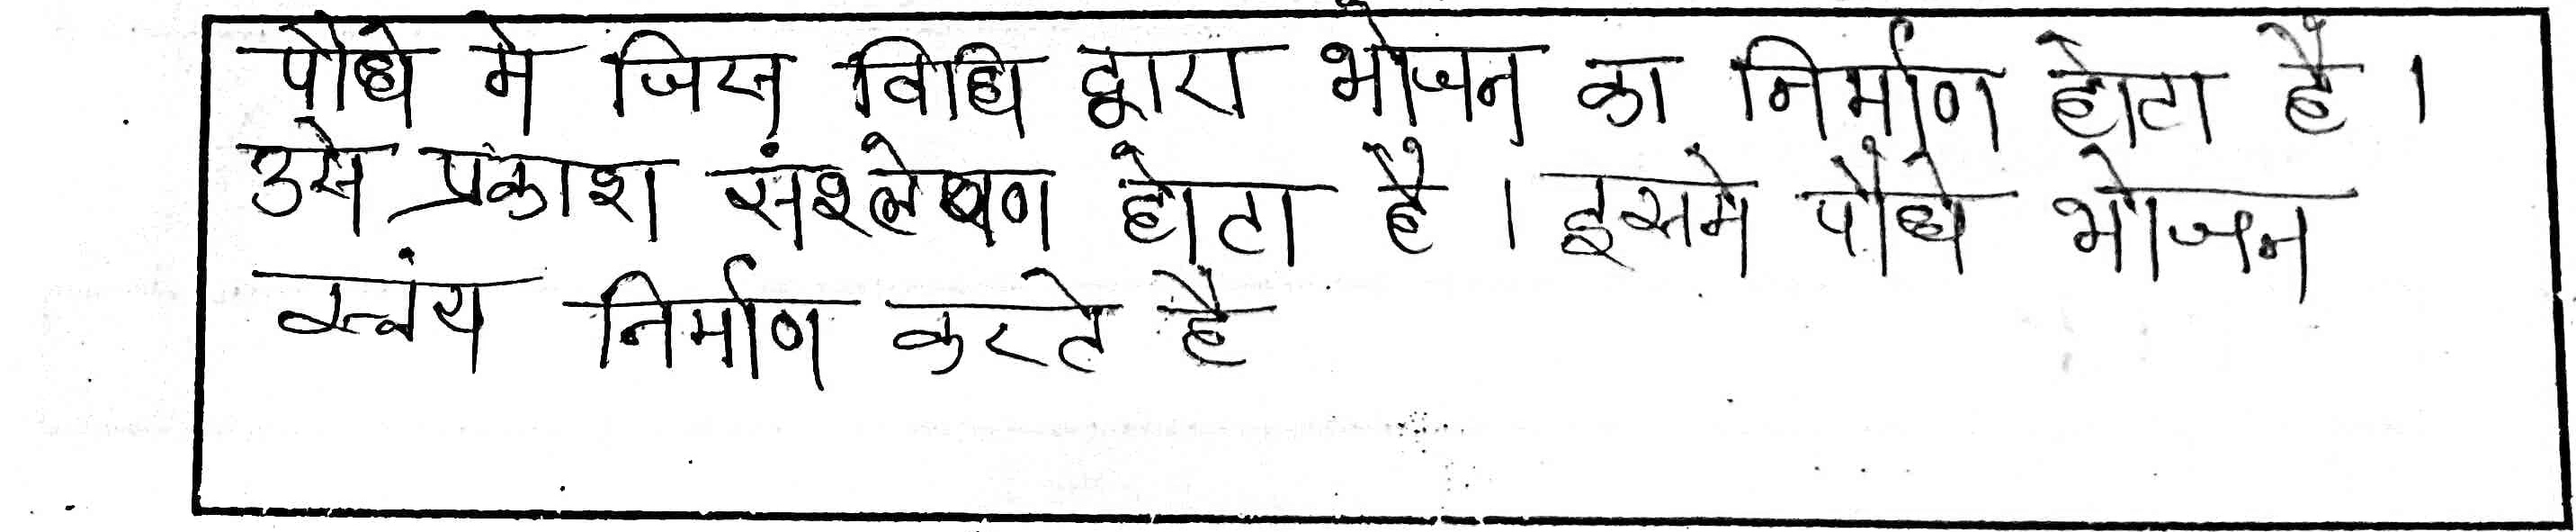 पौधे मे जिस विधि द्वारा भोजन का निर्माण होटा है ।
उसे प्रकाश संश्लेषण होटा है । इसमे पौधे भोजन
स्वंय निर्माण करते है